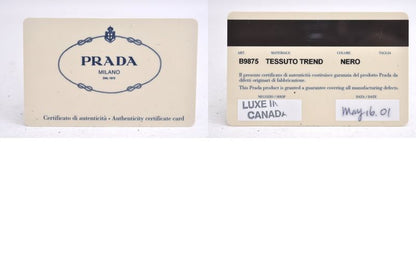 PRADA
MILANO
DAL 1913
Certificato di autenticità • Authenticity certificate card
ART. MATERIALE COLORE TAGLIA
B9875 TESSUTO TREND NERO
Il presente certificato di autenticità costituisce garanzia del prodotto Prada da
difetti originari di fabbricazione.
This Prada product is granted a guarantee covering all manufacturing defects.
NEGOZIO / SHOP DATA / DATE
LUXE IN
CANADA
May 16. 01